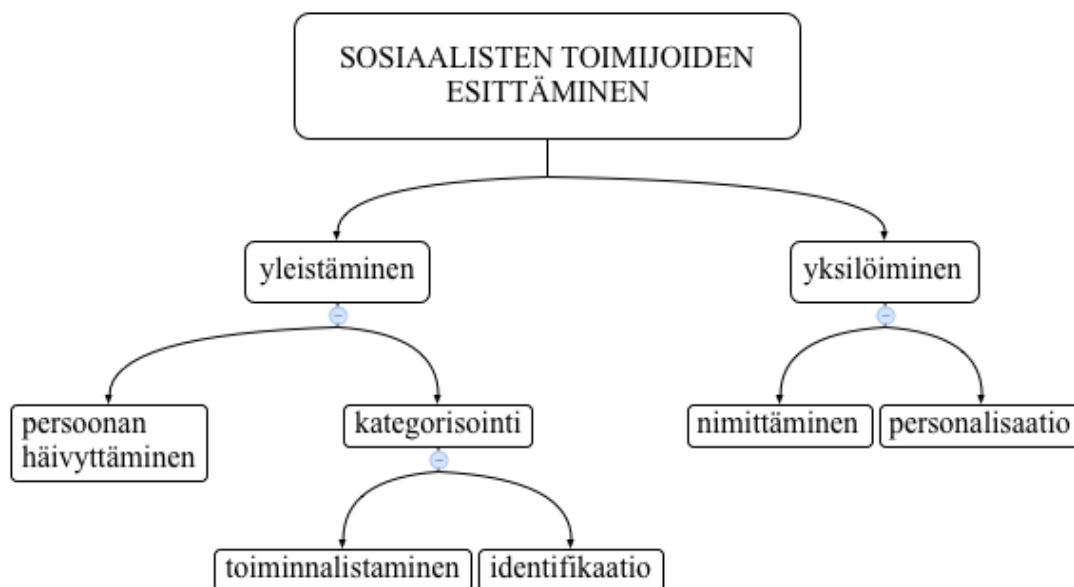 SOSIAALISTEN TOIMIJOIDEN
ESITTÄMINEN
yleistäminen
yksilöiminen
persoonan
häivyttäminen
kategorisointi
nimittäminen
personalisaatio
toiminnalistaminen
identifikaatio